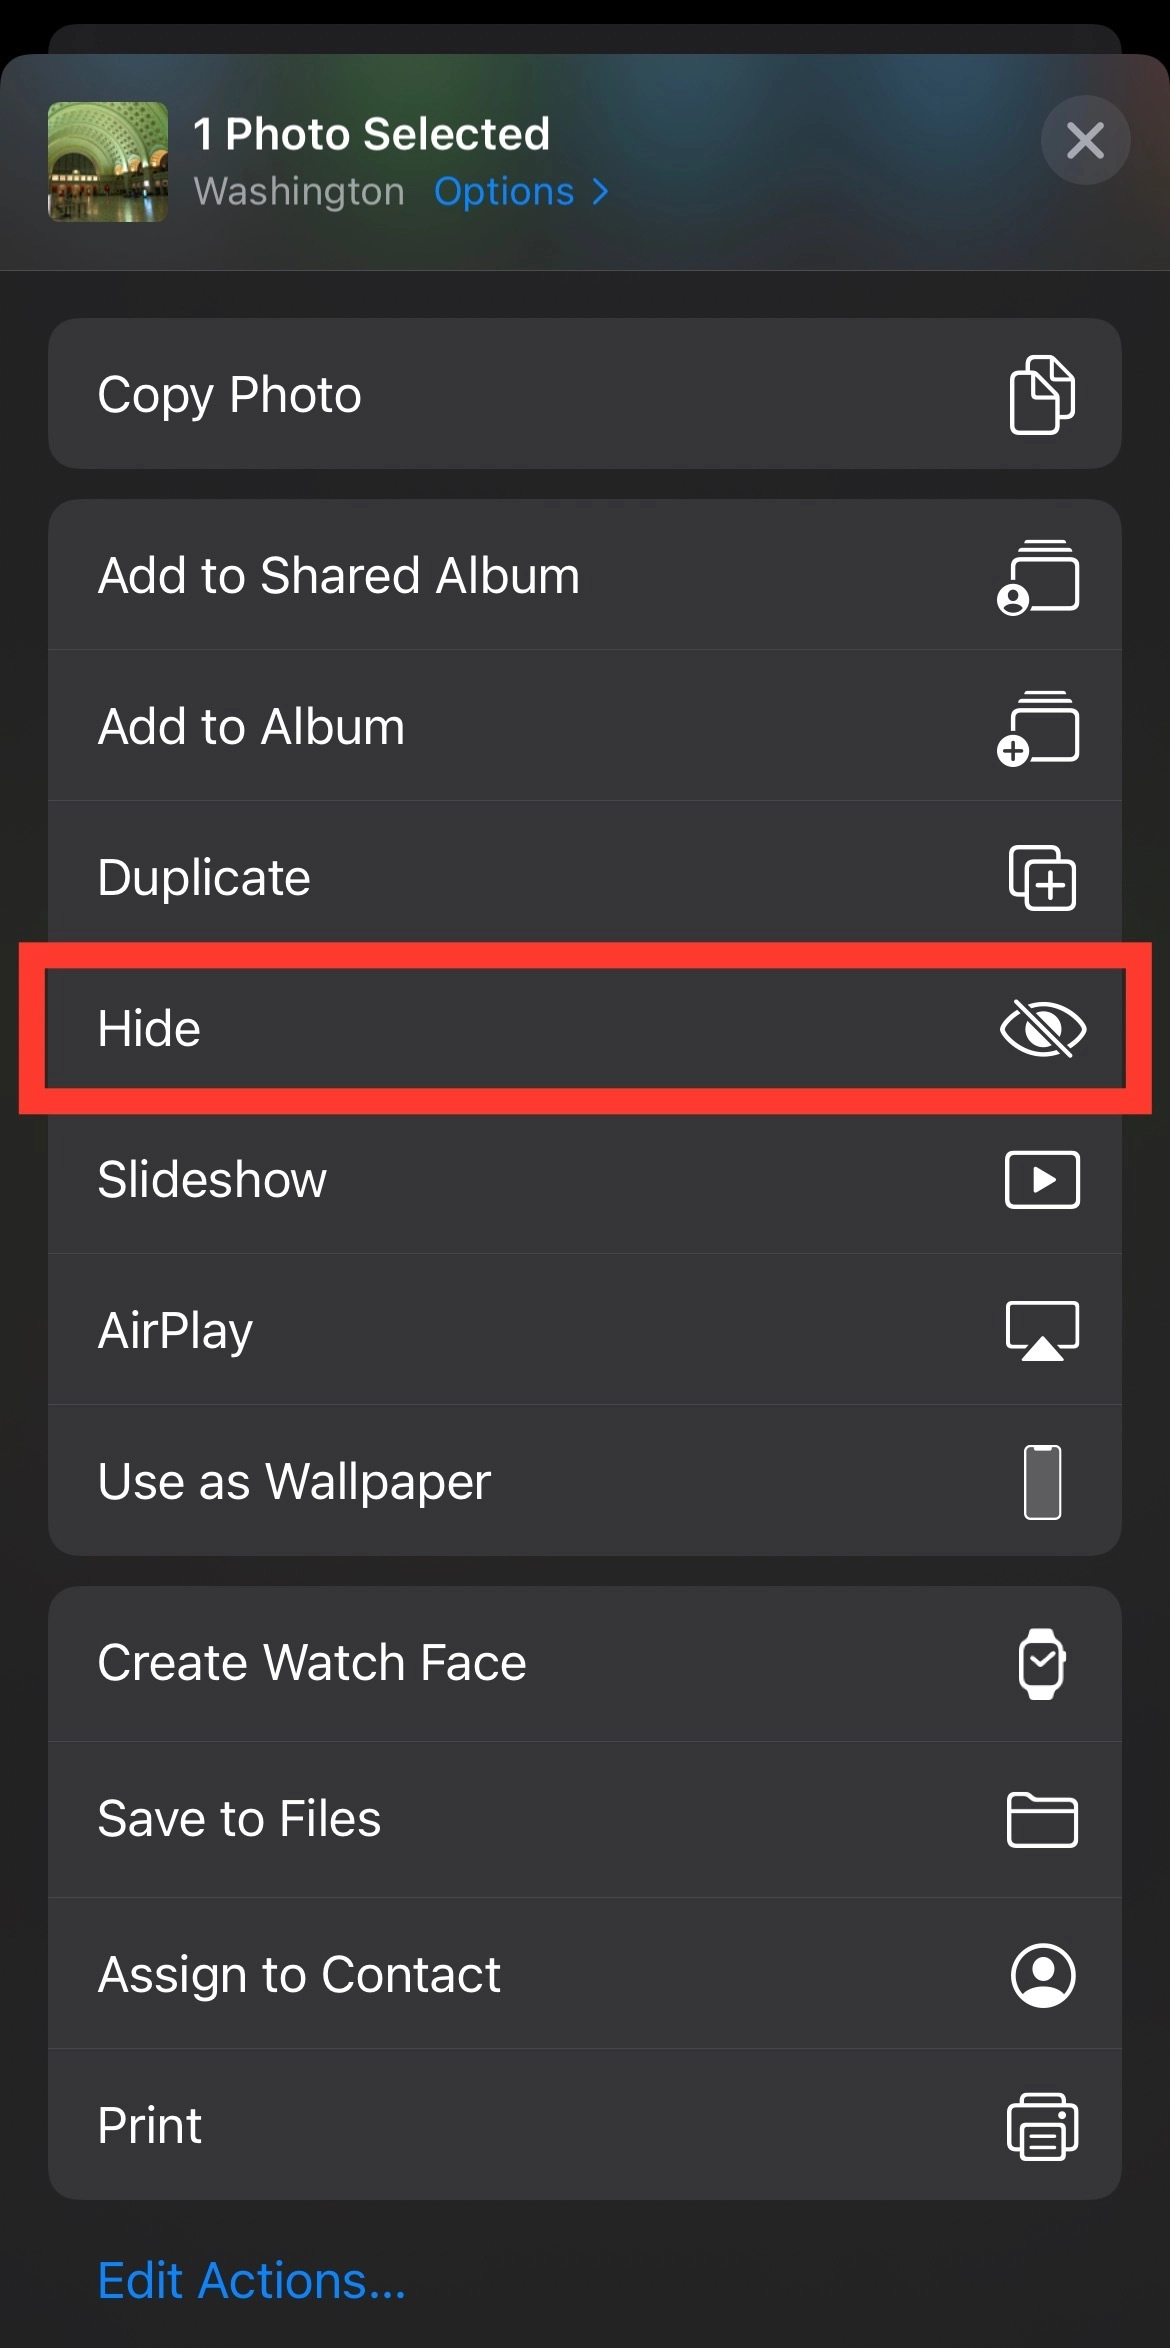 1 Photo Selected
Washington Options
Copy Photo
Add to Shared Album
Add to Album
Duplicate
Hide
Slideshow
AirPlay
Use as Wallpaper
Create Watch Face
Save to Files
Assign to Contact
Print
Edit Actions...